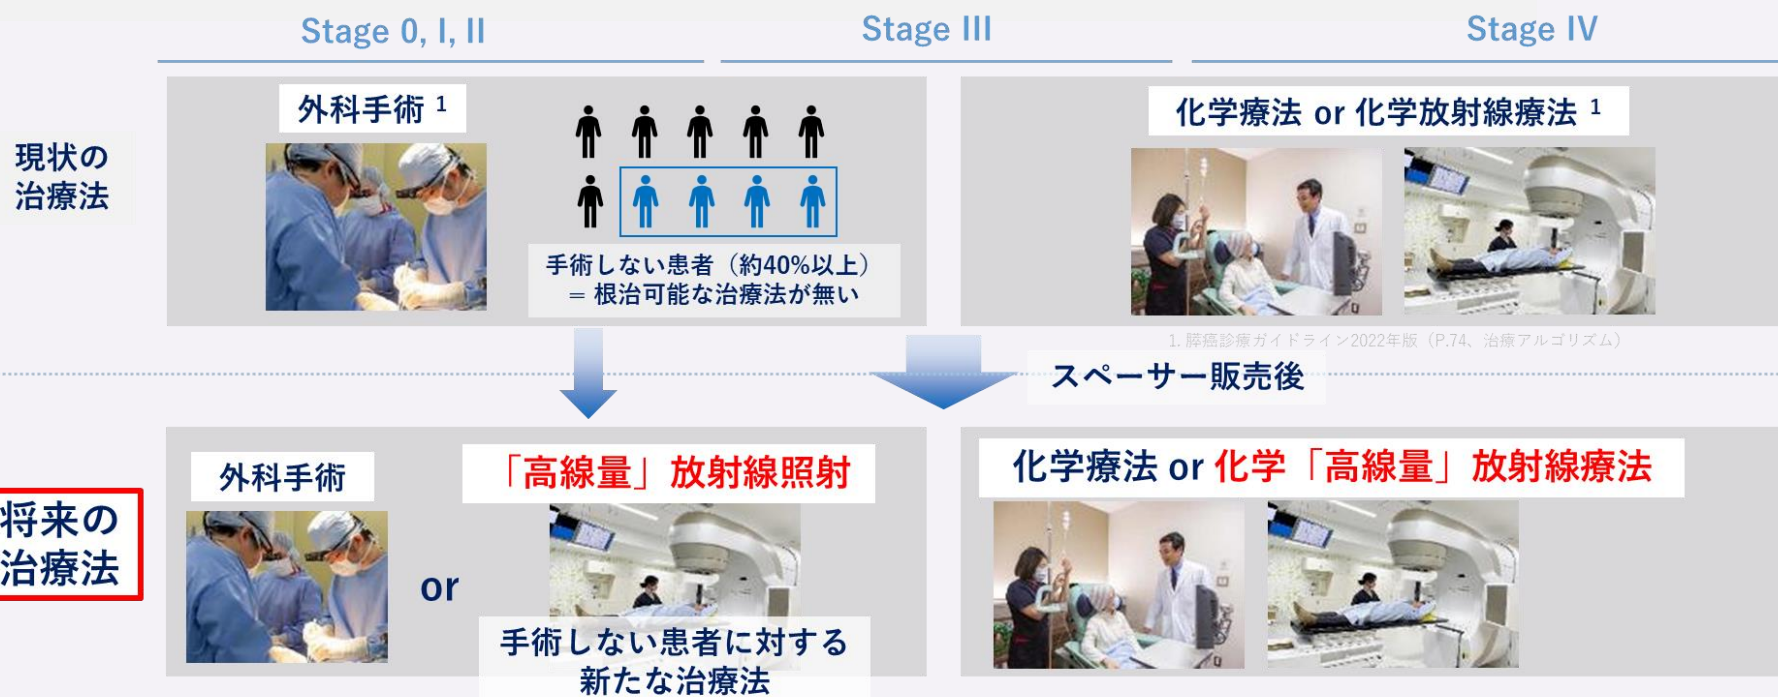 Stage 0, I, II
Stage III
Stage IV
現状の
治療法
外科手術 1
手術しない患者（約40%以上）
＝ 根治可能な治療法が無い
化学療法 or 化学放射線療法 1
1. 膵癌診療ガイドライン2022年版（P.74、治療アルゴリズム）
スペーサー販売後
将来の
治療法
外科手術
or
「高線量」放射線照射
手術しない患者に対する
新たな治療法
化学療法 or 化学「高線量」放射線療法